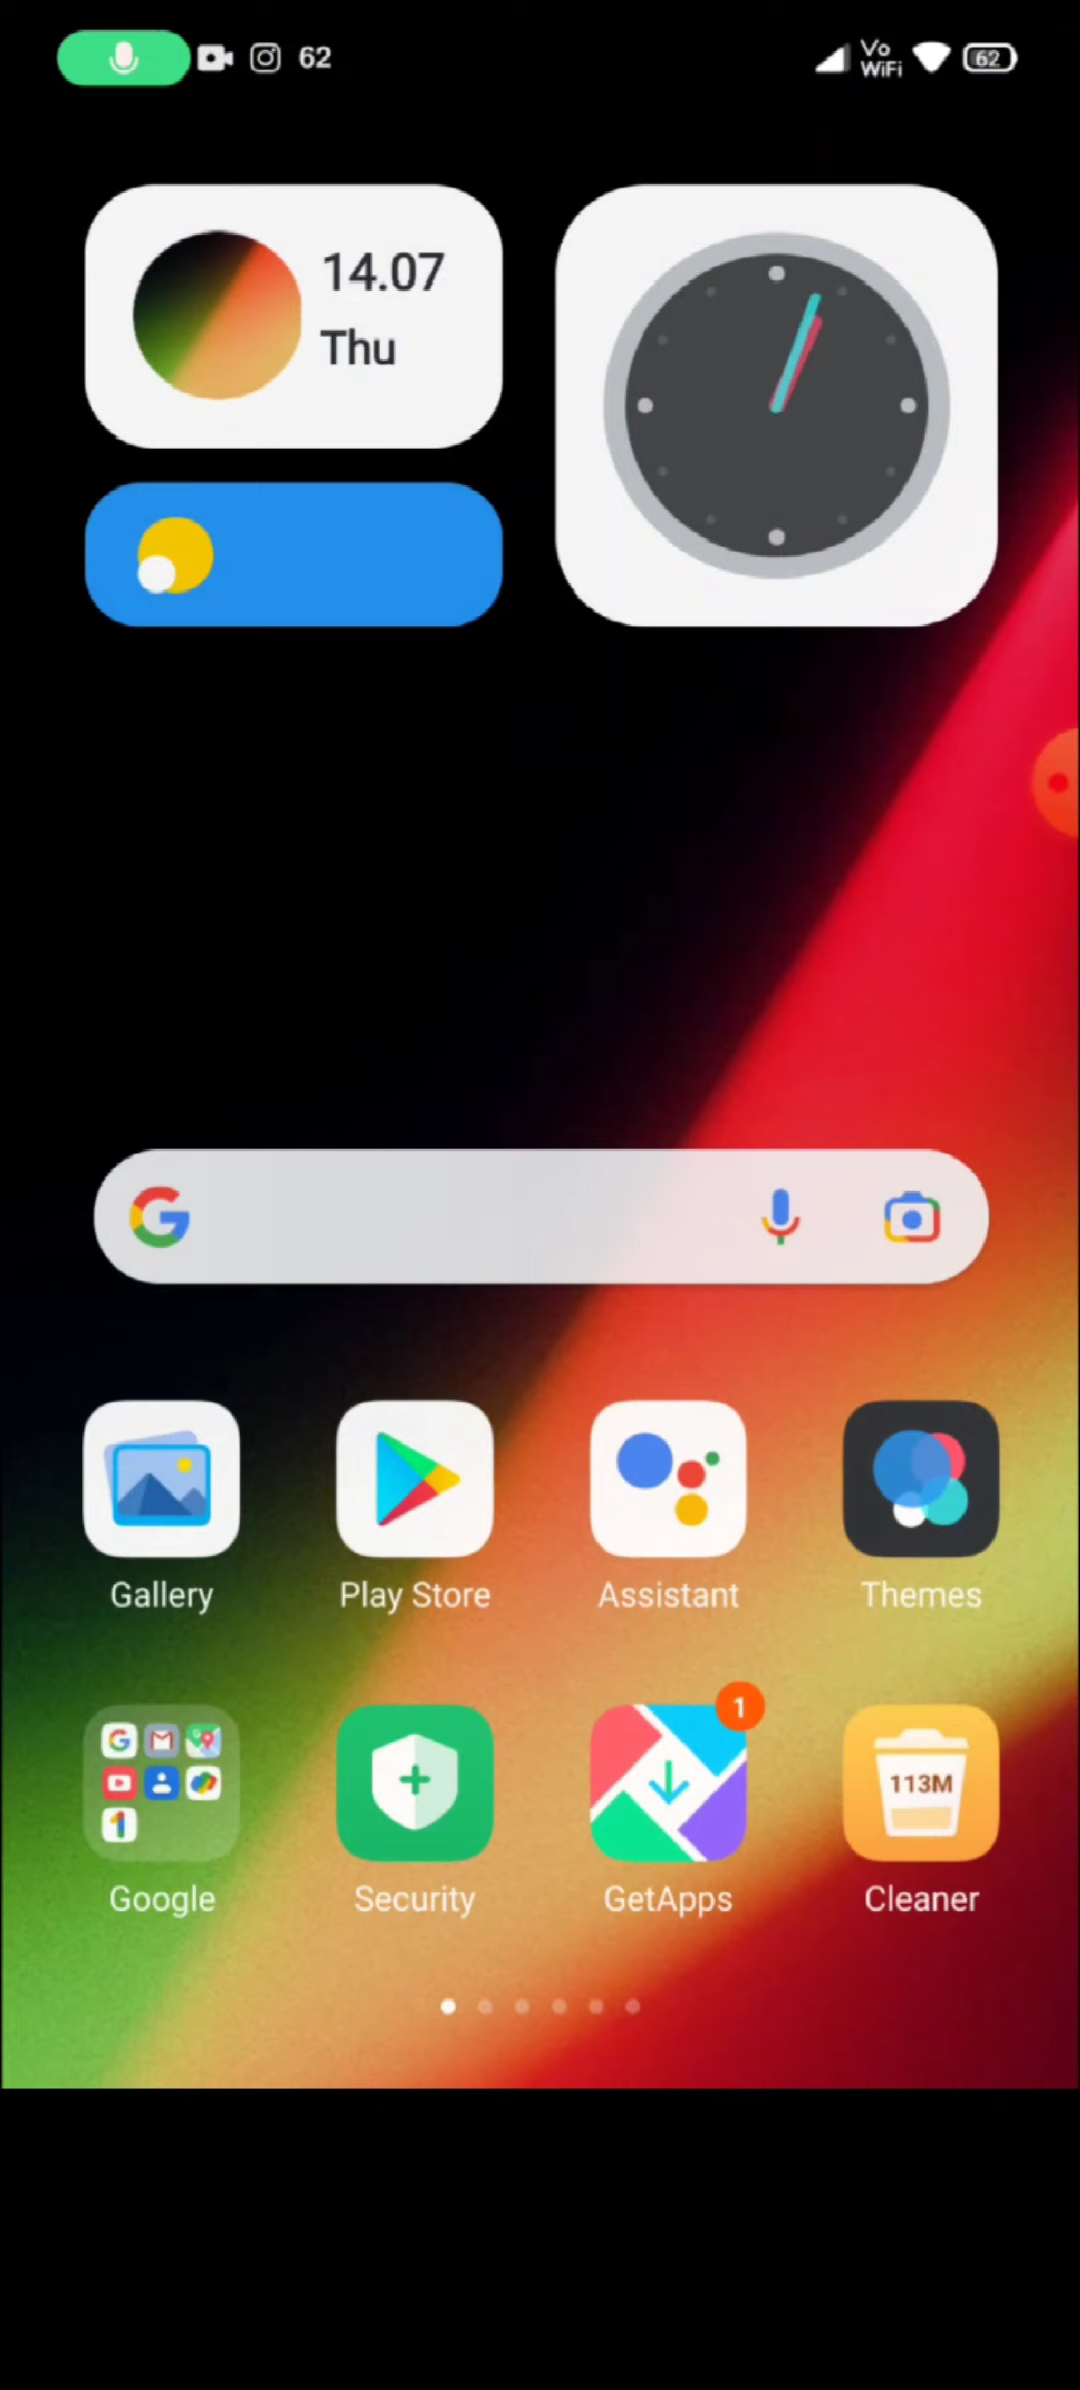 62
Vo
WiFi
62
14.07
Thu
Gallery
Play Store
Assistant
Themes
1
113M
Google
Security
GetApps
Cleaner